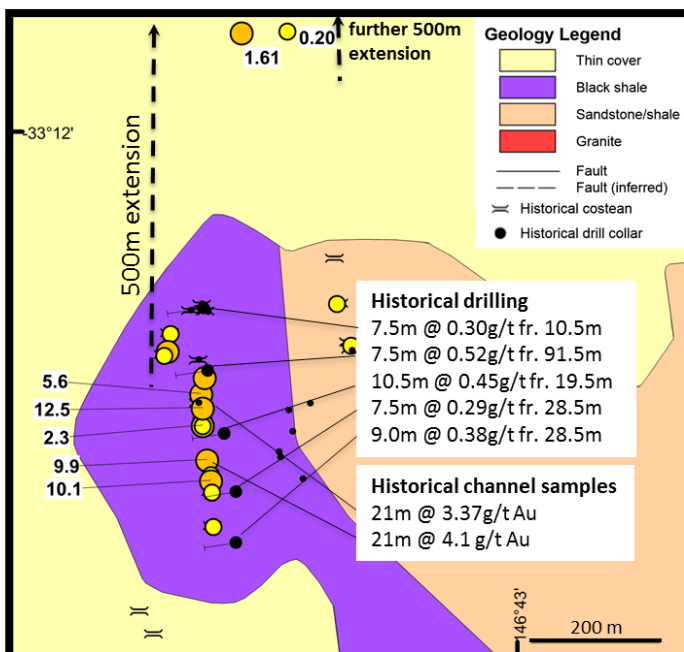 1.61
0.20
further 500m
extension
Geology Legend
Thin cover
Black shale
Sandstone/shale
Granite
Fault
Fault (inferred)
Historical costean
Historical drill collar
-33°12'
500m extension
Historical drilling
7.5m @ 0.30g/t fr. 10.5m
7.5m @ 0.52g/t fr. 91.5m
10.5m @ 0.45g/t fr. 19.5m
7.5m @ 0.29g/t fr. 28.5m
9.0m @ 0.38g/t fr. 28.5m
5.6
12.5
2.3
9.9
10.1
Historical channel samples
21m @ 3.37g/t Au
21m @ 4.1 g/t Au
146°43'
200 m